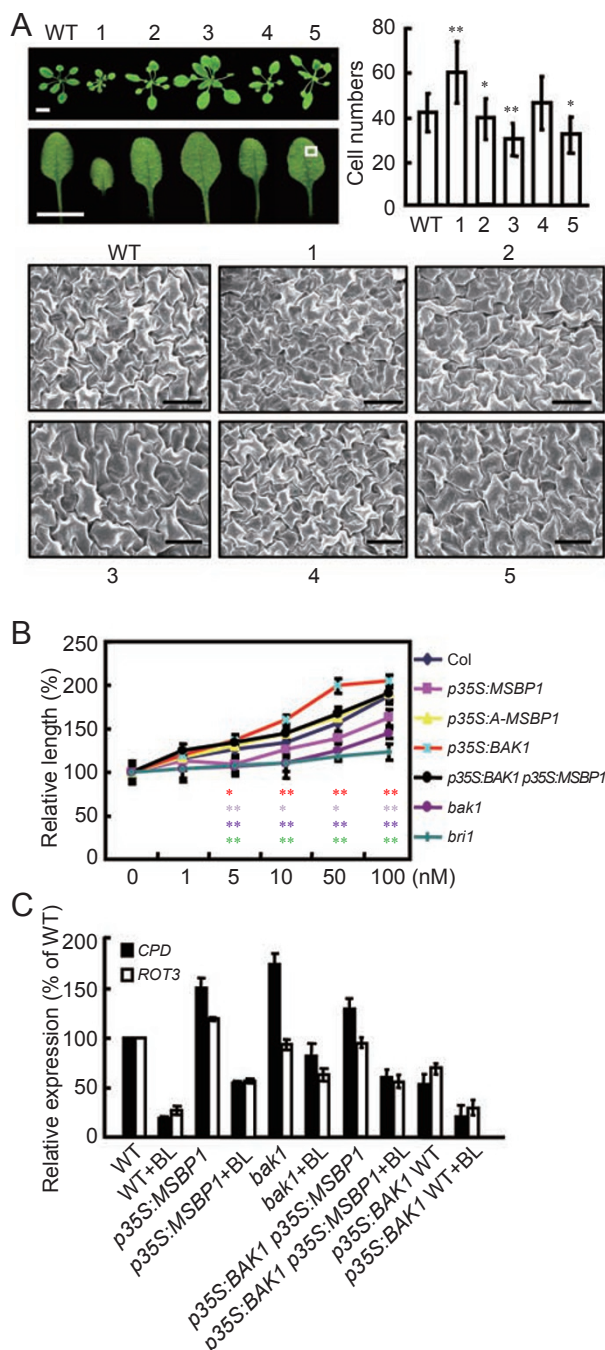 A
WT 1 2 3 4 5
Cell numbers
80
60
40
20
0
** * ** *
WT 1 2 3 4 5
WT 1 2
3 4 5
B
Relative length (%)
250
200
150
100
50
0
* ** ** **
** * * **
** ** ** **
** ** ** **
0 1 5 10 50 100 (nM)
Col
p35S:MSBP1
p35S:A-MSBP1
p35S:BAK1
p35S:BAK1 p35S:MSBP1
bak1
bri1
C
Relative expression (% of WT)
200
150
100
50
0
CPD
ROT3
WT
WT+BL
p35S:MSBP1
p35S:MSBP1+BL
bak1
bak1+BL
p35S:BAK1 p35S:MSBP1
p35S:BAK1 p35S:MSBP1+BL
p35S:BAK1 WT
p35S:BAK1 WT+BL